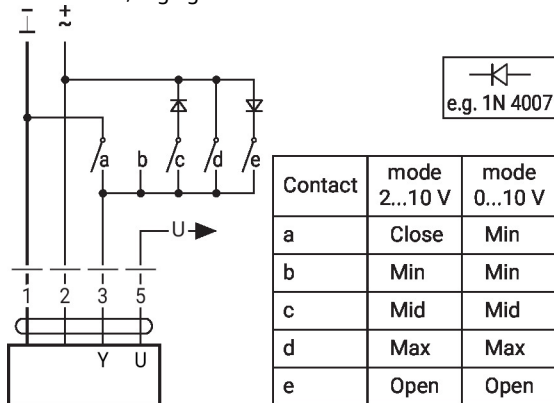 – +
⊥ ~
a b c d e
U
1 2 3 5
Y U
e.g. 1N 4007
Contact mode 2...10 V mode 0...10 V
a Close Min
b Min Min
c Mid Mid
d Max Max
e Open Open